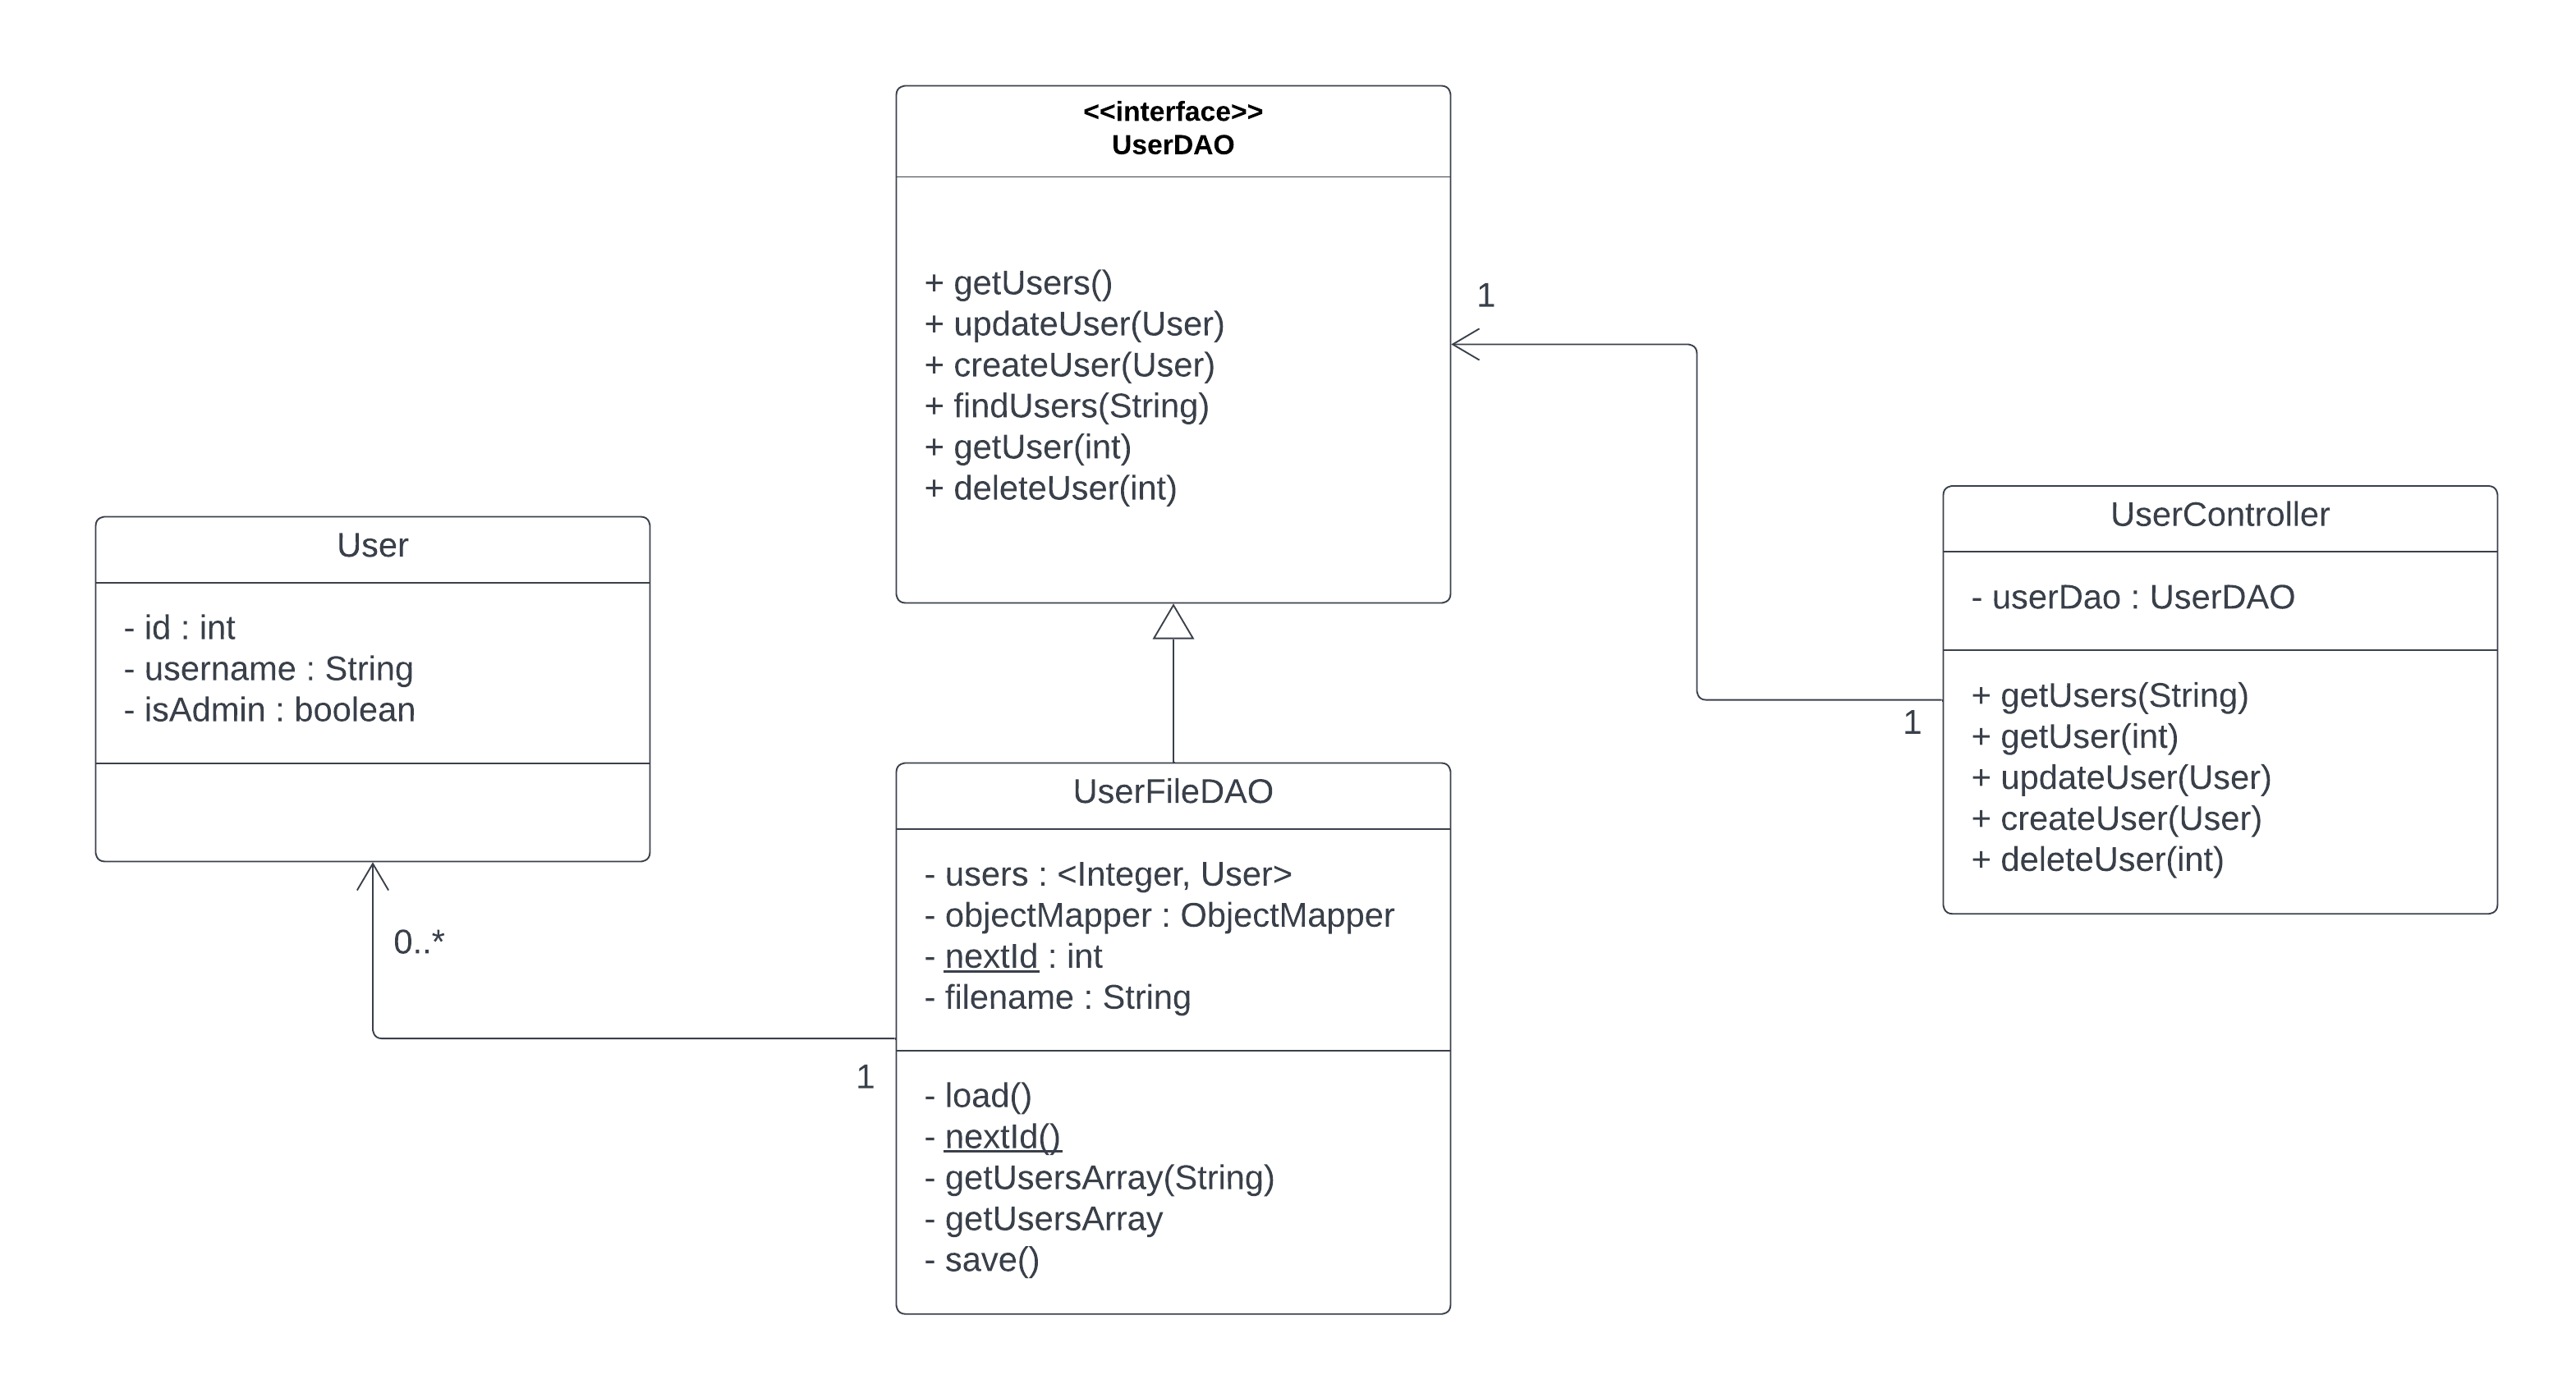 <<interface>>
UserDAO
+ getUsers()
+ updateUser(User)
+ createUser(User)
+ findUsers(String)
+ getUser(int)
+ deleteUser(int)
1
1
User
- id : int
- username : String
- isAdmin : boolean
0..*
1
UserFileDAO
- users : <Integer, User>
- objectMapper : ObjectMapper
- nextId : int
- filename : String
- load()
- nextId()
- getUsersArray(String)
- getUsersArray
- save()
UserController
- userDao : UserDAO
+ getUsers(String)
+ getUser(int)
+ updateUser(User)
+ createUser(User)
+ deleteUser(int)